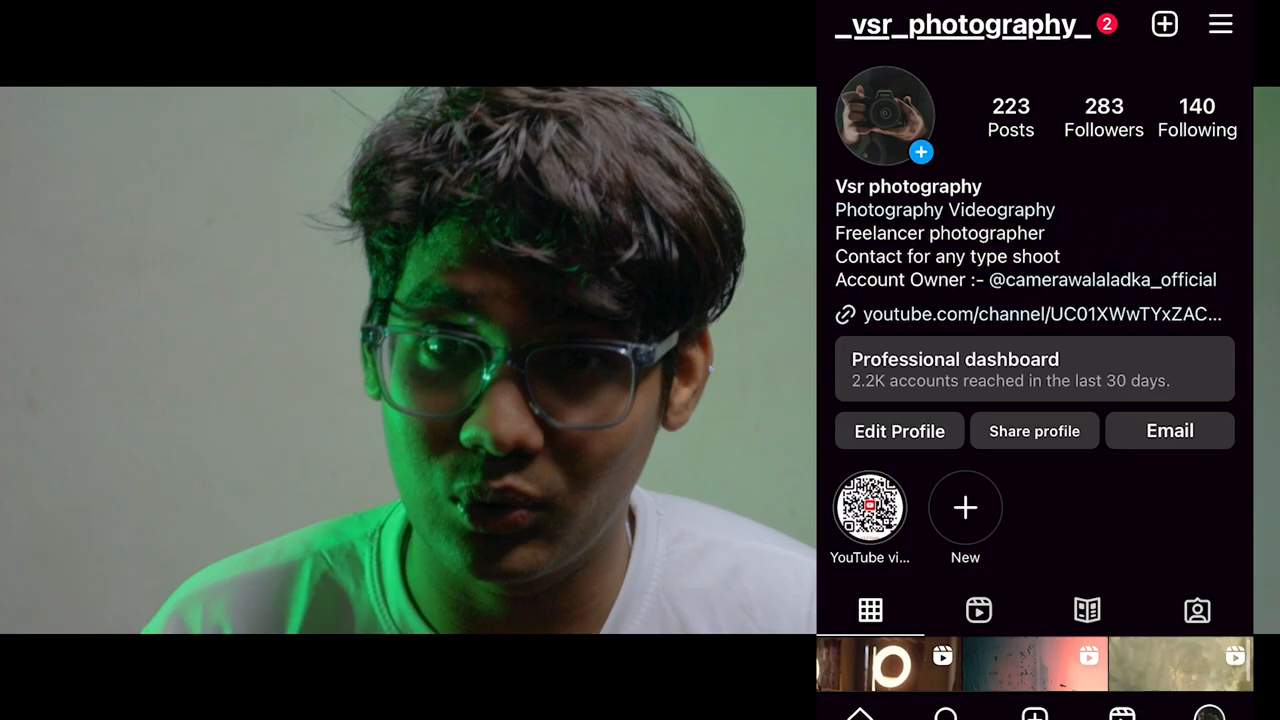 _vsr_photography_ 2
223 283 140
Posts Followers Following
Vsr photography
Photography Videography
Freelancer photographer
Contact for any type shoot
Account Owner :- @camerawalaladka_official
youtube.com/channel/UC01XWwTYxZAC...
Professional dashboard
2.2K accounts reached in the last 30 days.
Edit Profile Share profile Email
YouTube vi... New